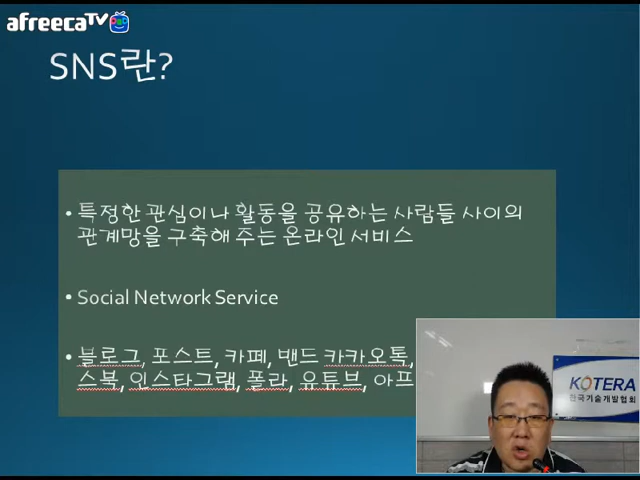 afreecaTV
SNS란?
• 특정한 관심이나 활동을 공유하는 사람들 사이의
관계망을 구축해 주는 온라인 서비스
• Social Network Service
• 블로그, 포스트, 카페, 밴드 카카오톡,
스북, 인스타그램, 폴라, 유튜브, 아프
KOTERA
한국기술개발협회